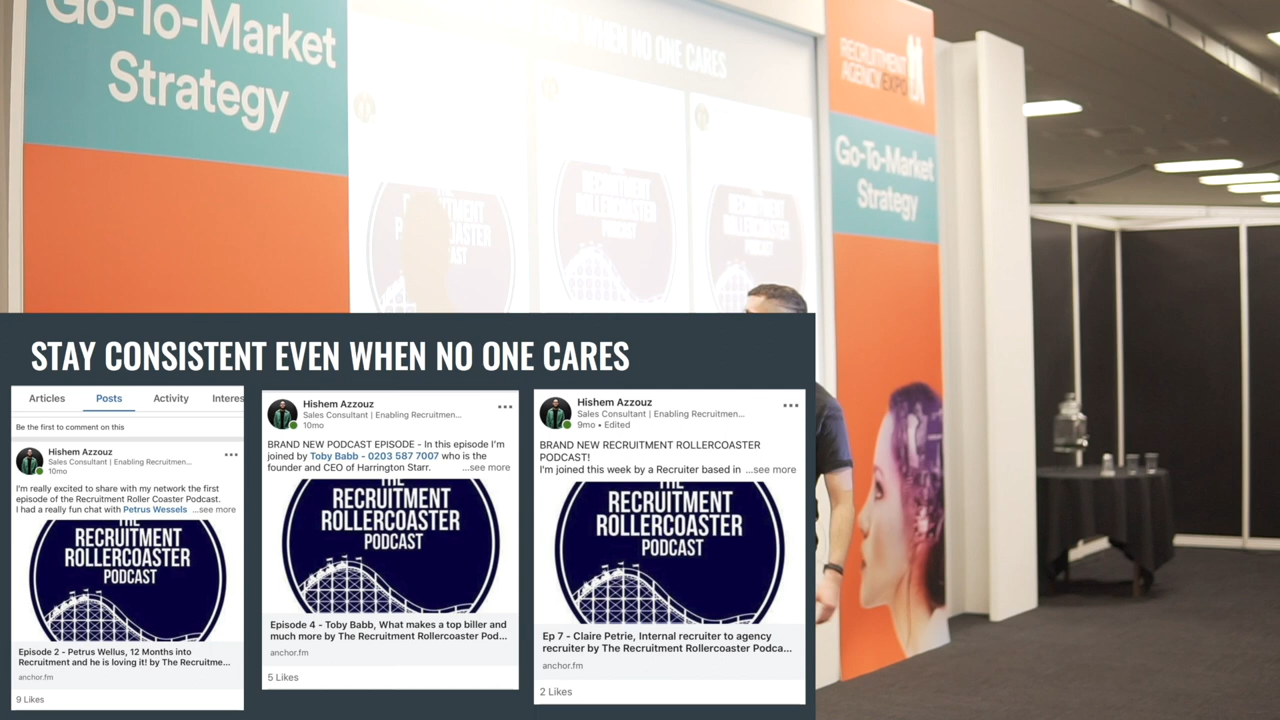 Go-To-Market
Strategy
WHEN NO ONE CARES
RECRUITMENT
ROLLERCOASTER
PODCAST
RECRUITMENT
ROLLERCOASTER
PODCAST
RECRUITMENT
AGENCY EXPO
Go-To-Market
Strategy
STAY CONSISTENT EVEN WHEN NO ONE CARES
Articles Posts Activity Interes
Be the first to comment on this
Hishem Azzouz
Sales Consultant | Enabling Recruitmen...
10mo
I'm really excited to share with my network the first
episode of the Recruitment Roller Coaster Podcast.
I had a really fun chat with Petrus Wessels ...see more
THE
RECRUITMENT
ROLLERCOASTER
PODCAST
Episode 2 - Petrus Wellus, 12 Months into
Recruitment and he is loving it! by The Recruitme...
anchor.fm
9 Likes
Hishem Azzouz
Sales Consultant | Enabling Recruitmen...
10mo
BRAND NEW PODCAST EPISODE - In this episode I'm
joined by Toby Babb - 0203 587 7007 who is the
founder and CEO of Harrington Starr. ...see more
THE
RECRUITMENT
ROLLERCOASTER
PODCAST
Episode 4 - Toby Babb, What makes a top biller and
much more by The Recruitment Rollercoaster Pod...
anchor.fm
5 Likes
Hishem Azzouz
Sales Consultant | Enabling Recruitmen...
9mo • Edited
BRAND NEW RECRUITMENT ROLLERCOASTER
PODCAST!
I'm joined this week by a Recruiter based in ...see more
THE
RECRUITMENT
ROLLERCOASTER
PODCAST
Ep 7 - Claire Petrie, Internal recruiter to agency
recruiter by The Recruitment Rollercoaster Podca...
anchor.fm
2 Likes